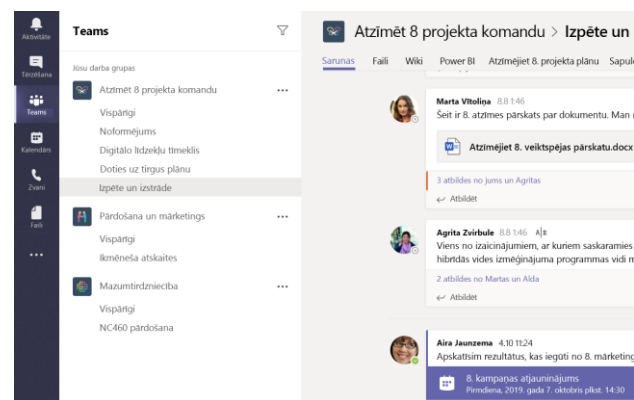 Aktivitāte
Tērzēšana
Teams
Kalendārs
Zvani
Faili
Teams
Jūsu darba grupas
Atzīmēt 8 projekta komandu
Vispārīgi
Noformējums
Digitālo līdzekļu tīmeklis
Doties uz tirgus plānu
Izpēte un izstrāde
Pārdošana un mārketings
Vispārīgi
Ikmēneša atskaites
Mazumtirdzniecība
Vispārīgi
NC460 pārdošana
Atzīmēt 8 projekta komandu > Izpēte un
Sarunas Faili Wiki Power BI Atzīmējiet 8. projekta plānu Sapul
Marta Vītoliņa 8.8 1:46
Šeit ir 8. atzīmes pārskats par dokumentu. Man
Atzīmējiet 8. veiktspējas pārskatu.docx
3 atbildes no jums un Agritas
Atbildēt
Agrita Zvirbule 8.8 1:46
Viens no izaicinājumiem, ar kuriem saskaramies
hibrīdās vides izmēģinājuma programmas vidi
2 atbildes no Martas un Alda
Atbildēt
Aira Jaunzema 4.10 11:24
Apskatīsim rezultātus, kas iegūti no 8. mārketing
8. kampaņas atjauninājums
Pirmdiena, 2019. gada 7. oktobris plkst. 14:30